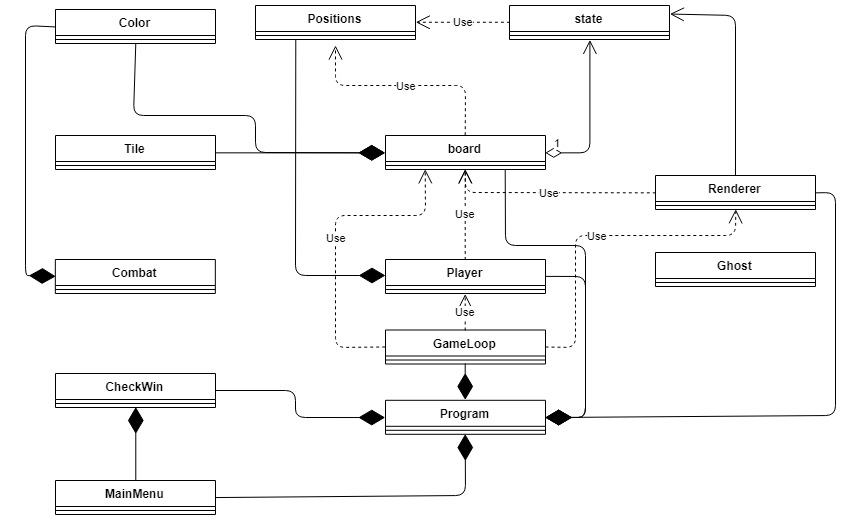 Color
Positions
Use
state
Use
Tile
board
1
Use
Renderer
Use
Use
Use
Combat
Player
Ghost
Use
GameLoop
CheckWin
Program
MainMenu